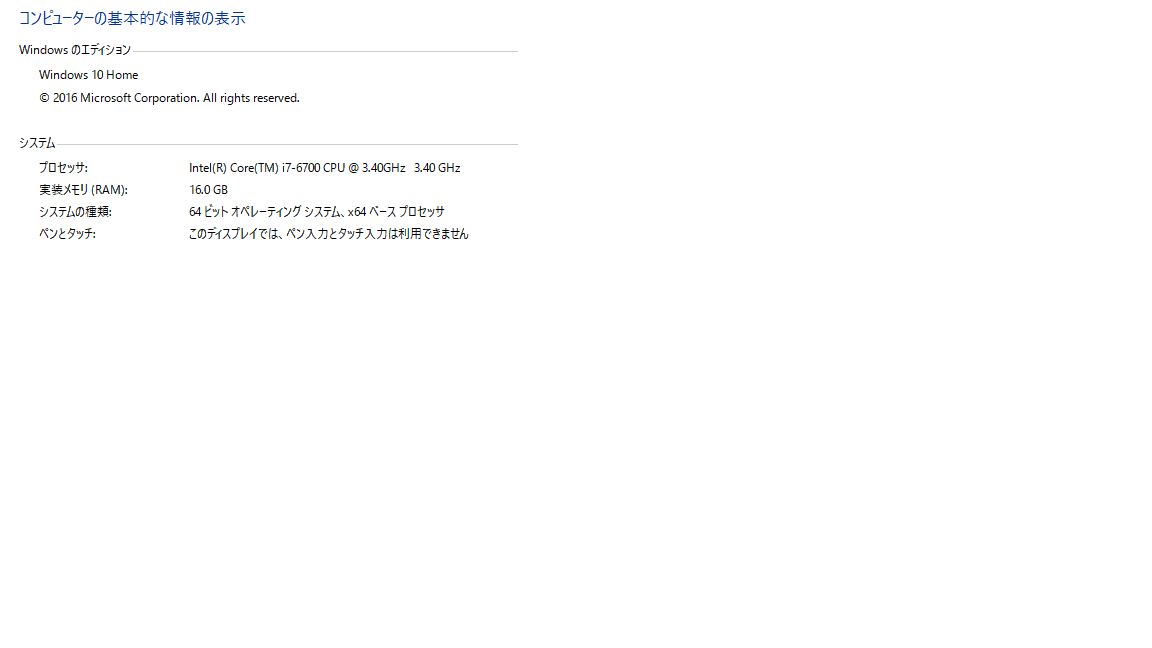 コンピューターの基本的な情報の表示
Windows のエディション
Windows 10 Home
© 2016 Microsoft Corporation. All rights reserved.
システム
プロセッサ: Intel(R) Core(TM) i7-6700 CPU @ 3.40GHz 3.40 GHz
実装メモリ (RAM): 16.0 GB
システムの種類: 64 ビット オペレーティング システム、x64 ベース プロセッサ
ペンとタッチ: このディスプレイでは、ペン入力とタッチ入力は利用できません